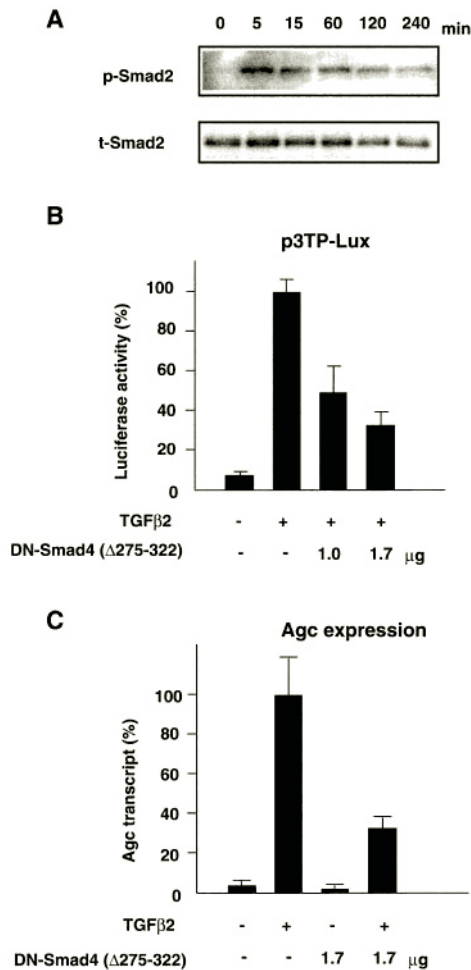 A
0 5 15 60 120 240 min
p-Smad2
t-Smad2
B
p3TP-Lux
Luciferase activity (%)
100
80
60
40
20
0
TGFβ2 - + + +
DN-Smad4 (Δ275-322) - - 1.0 1.7 μg
C
Agc expression
Agc transcript (%)
100
80
60
40
20
0
TGFβ2 - + - +
DN-Smad4 (Δ275-322) - - 1.7 1.7 μg